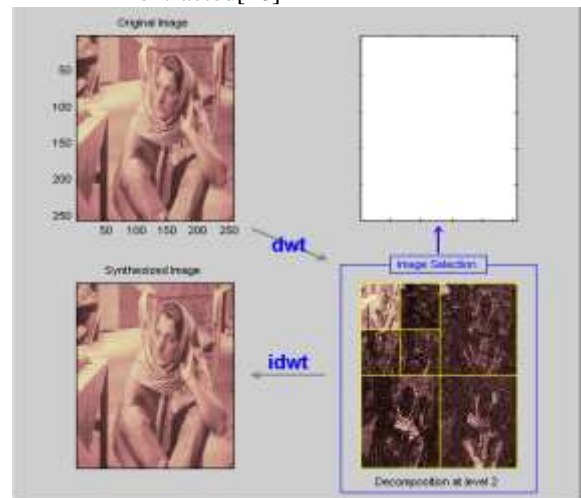 Original Image
50
100
150
200
250
50 100 150 200 250
dwt
Image Selection
Synthesized Image
idwt
Decomposition at level 2